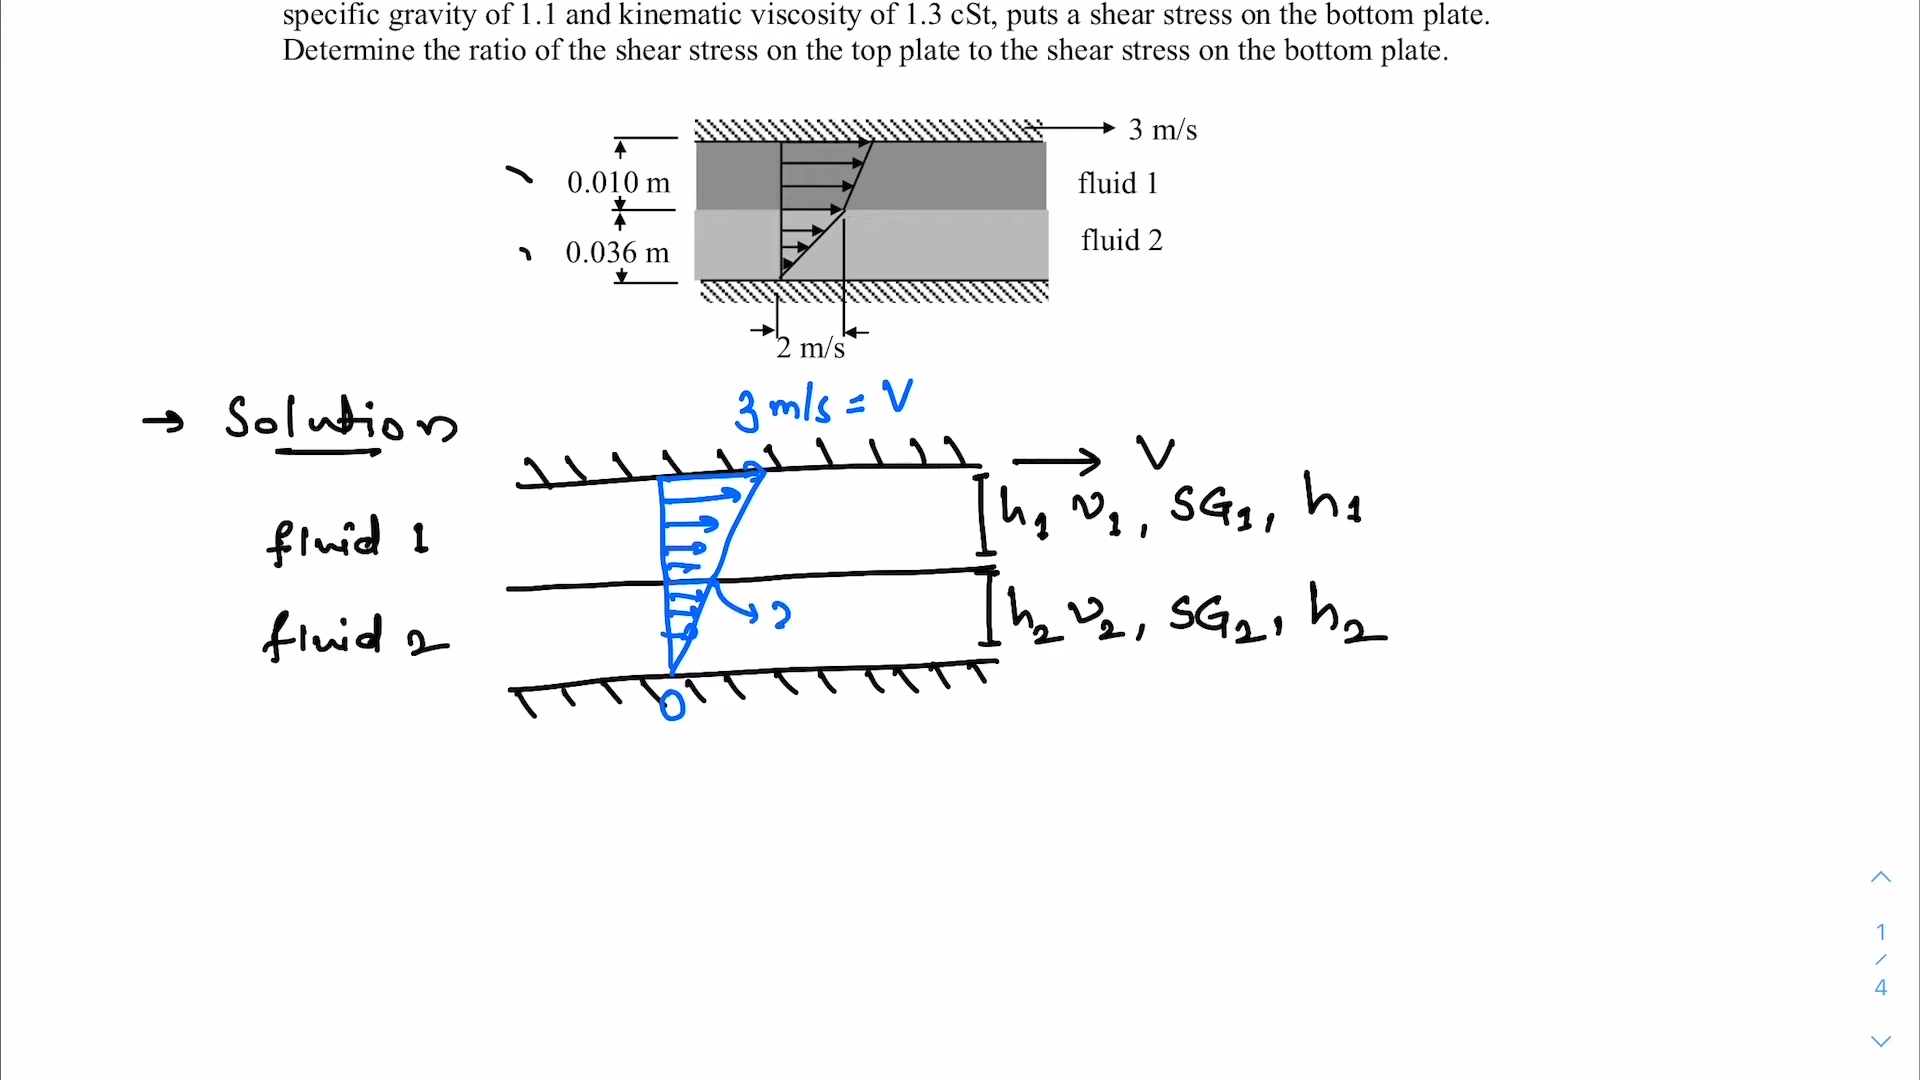 specific gravity of 1.1 and kinematic viscosity of 1.3 cSt, puts a shear stress on the bottom plate.
Determine the ratio of the shear stress on the top plate to the shear stress on the bottom plate.
3 m/s
0.010 m
fluid 1
0.036 m
fluid 2
2 m/s
→ Solution
3 m/s = V
V
fluid 1
h₁ ν₁, SG₁, h₁
2
fluid 2
h₂ ν₂, SG₂, h₂
0
1
/
4